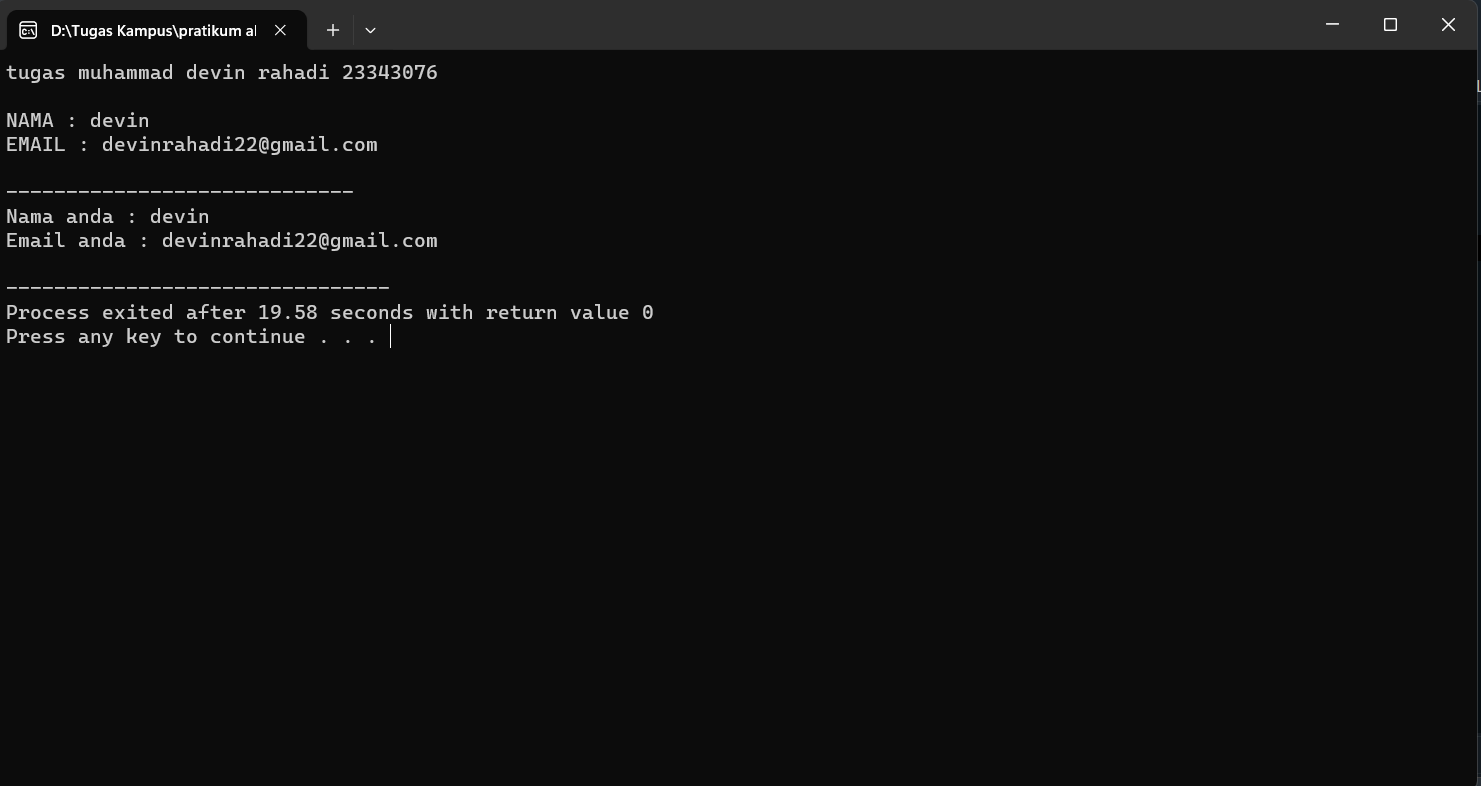 D:\Tugas Kampus\pratikum al
tugas muhammad devin rahadi 23343076
NAMA : devin
EMAIL : devinrahadi22@gmail.com
-----------------------------
Nama anda : devin
Email anda : devinrahadi22@gmail.com
--------------------------------
Process exited after 19.58 seconds with return value 0
Press any key to continue . . .